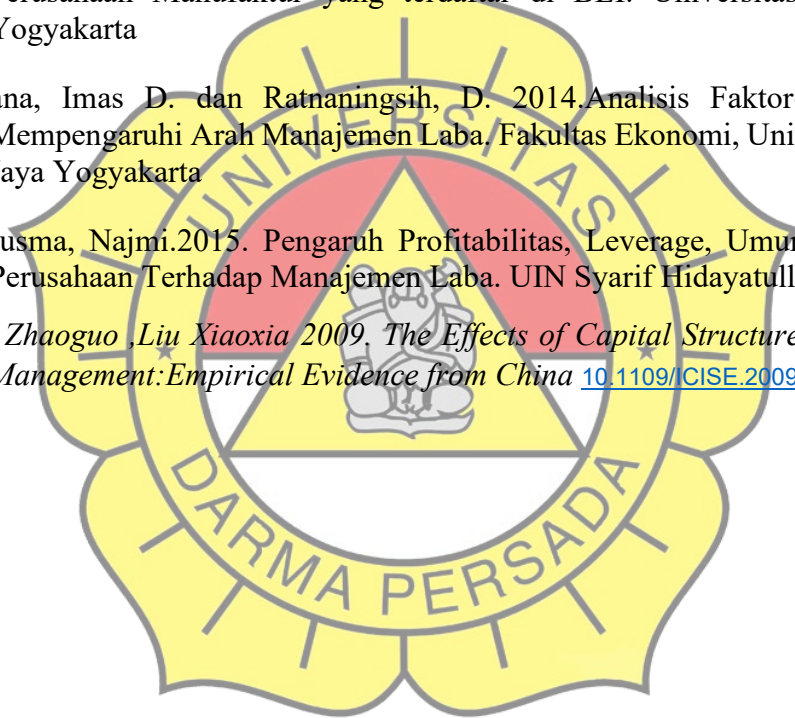 Perusahaan Manufaktur yang terdaftar di BEI. Universitas
Yogyakarta
ana, Imas D. dan Ratnaningsih, D. 2014.Analisis Faktor-
Mempengaruhi Arah Manajemen Laba. Fakultas Ekonomi, Uni
Jaya Yogyakarta
usma, Najmi.2015. Pengaruh Profitabilitas, Leverage, Umur
Perusahaan Terhadap Manajemen Laba. UIN Syarif Hidayatull
Zhaoguo ,Liu Xiaoxia 2009. The Effects of Capital Structure
Management:Empirical Evidence from China 10.1109/ICISE.2009
UNIVERSITAS
DARMA PERSADA